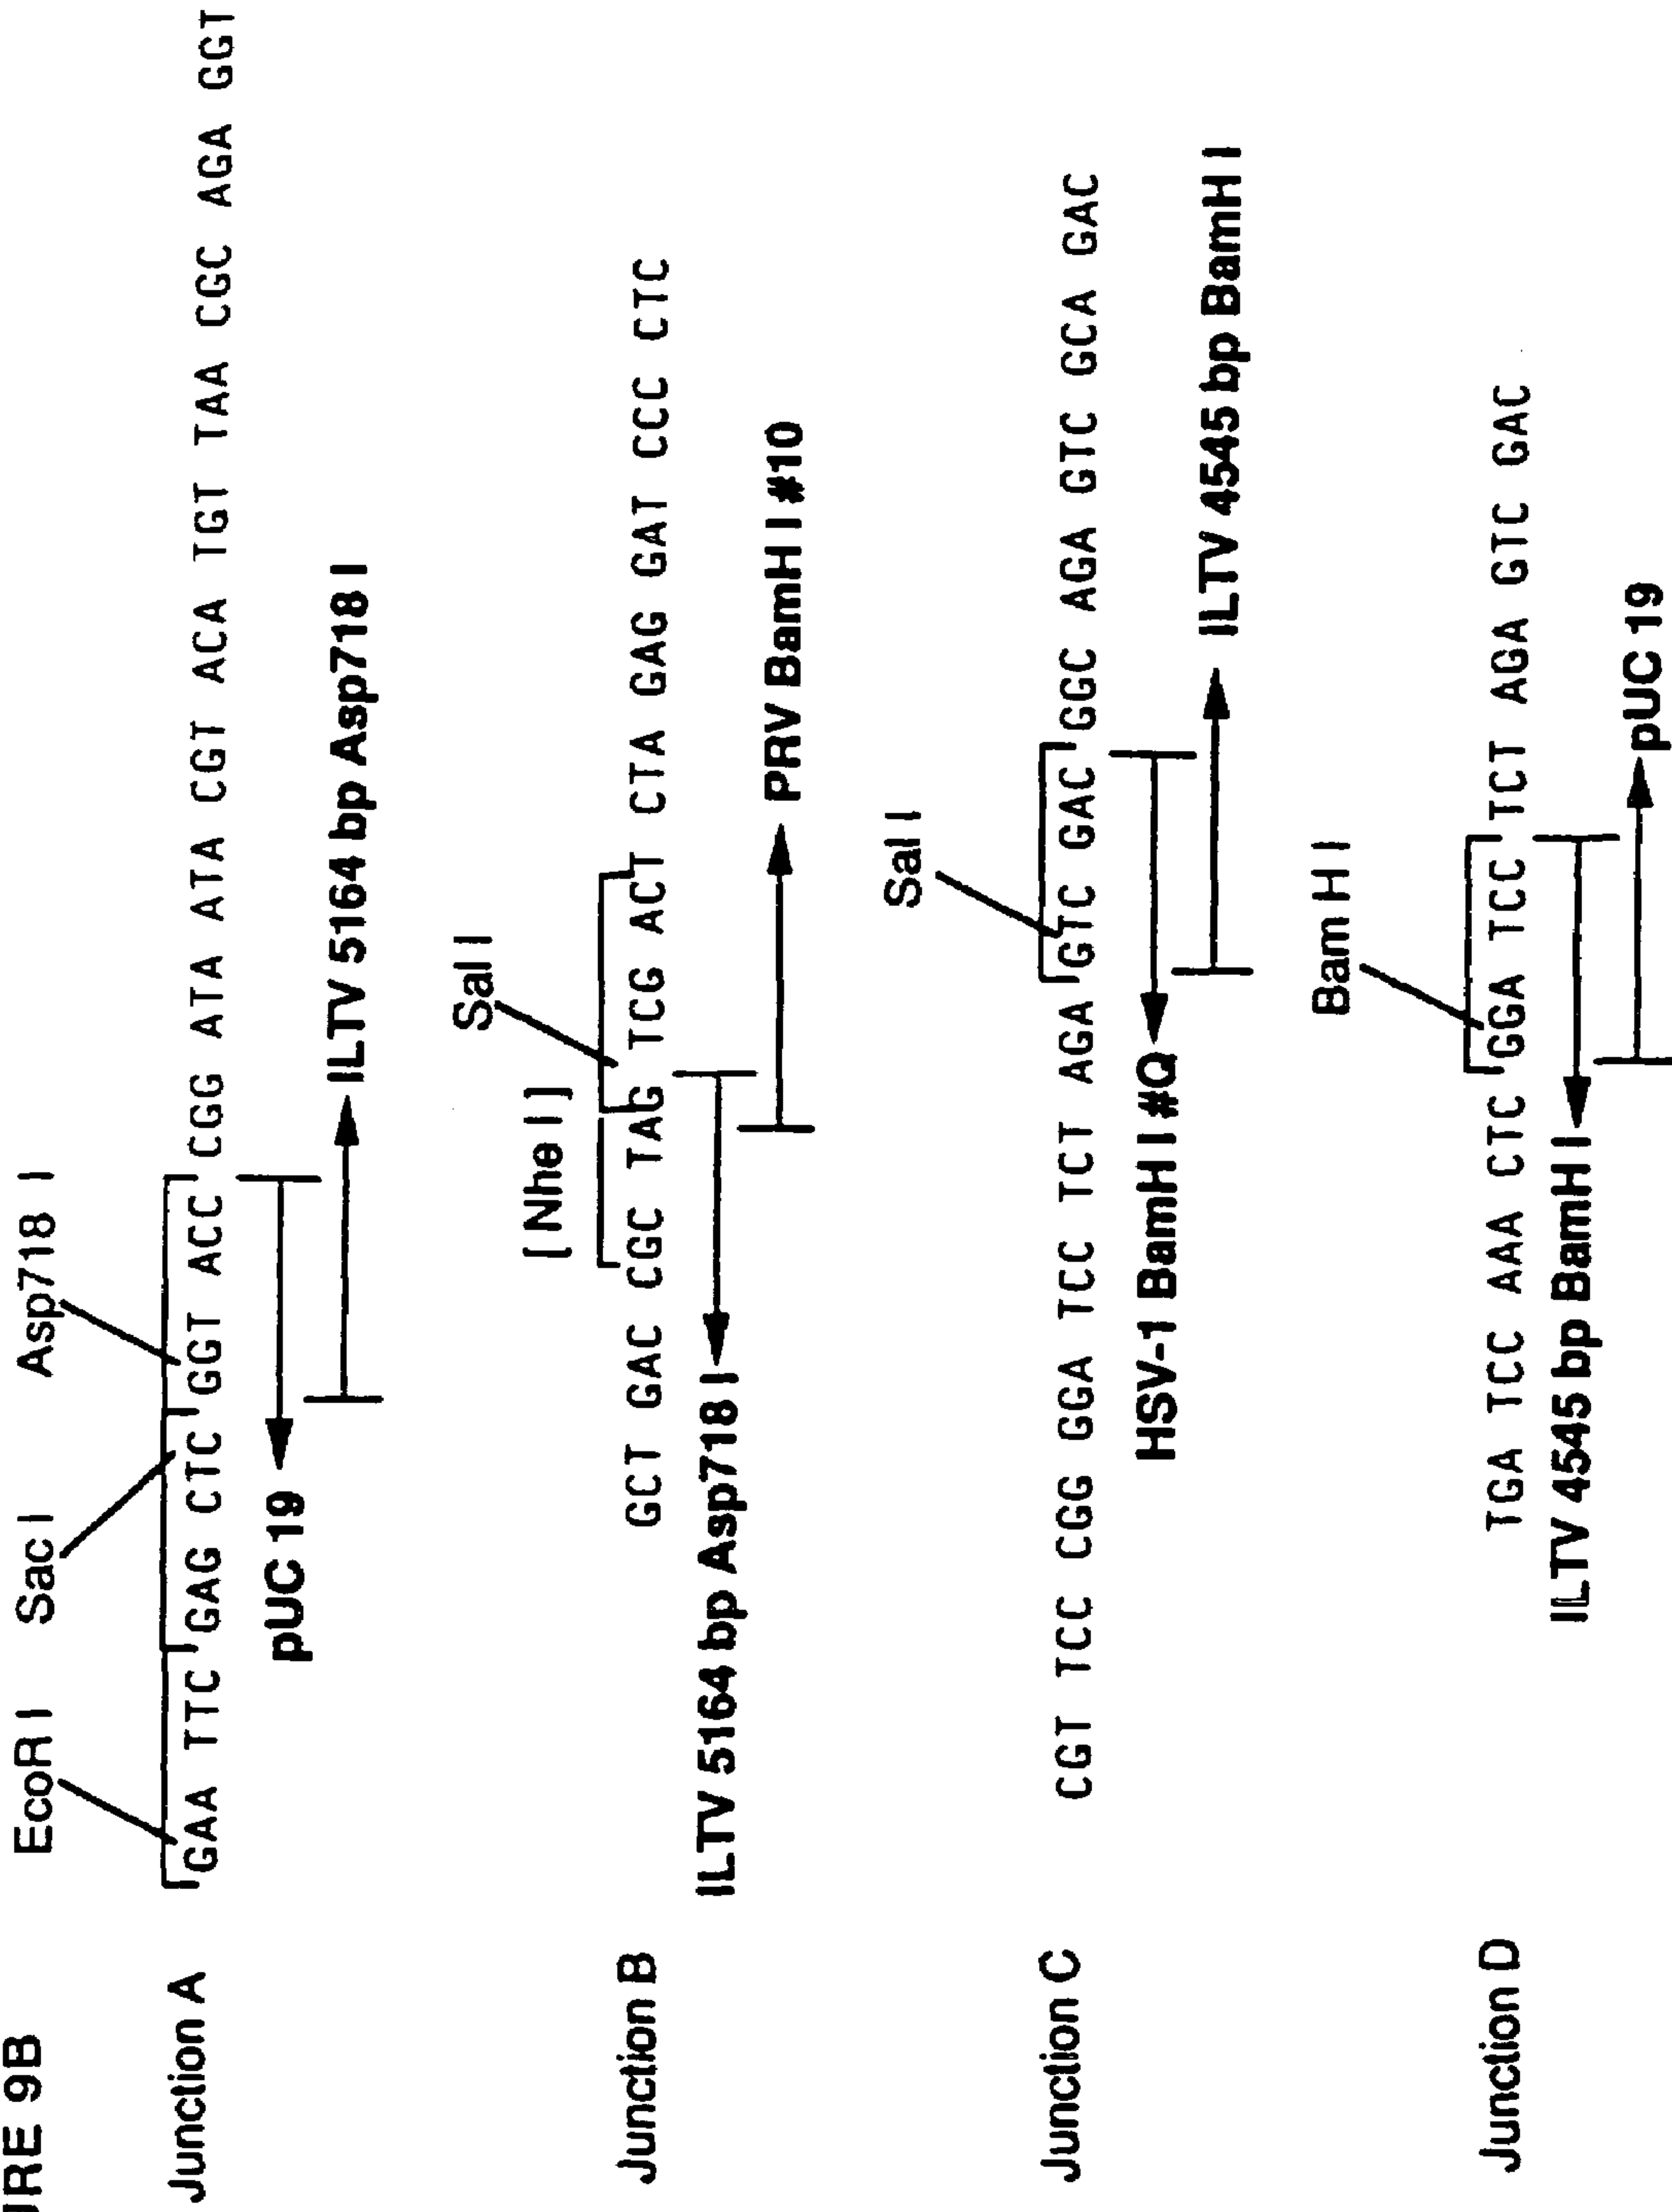 URE 9B
EcoR I Sac I Asp718 I
Junction A GAA TTC GAG CTC GGT ACC CGG ATA ATA CGT ACA TGT TAA CGC AGA GGT
pUC 19
ILTV 5164 bp Asp718 I
[Nhe I] Sal I
Junction B GCT GAC CGC TAG TCG ACT CTA GAG GAT CCC CTC
ILTV 5164 bp Asp718 I
PRV BamH I #10
Sal I
Junction C CGT TCC CGG GGA TCC TCT AGA GTC GAC GGC AGA GTC GCA GAC
HSV-1 BamH I #Q
ILTV 4545 bp BamH I
BamH I
Junction D TGA TCC AAA CTC GGA TCC TCT AGA GTC GAC
ILTV 4545 bp BamH I
pUC 19